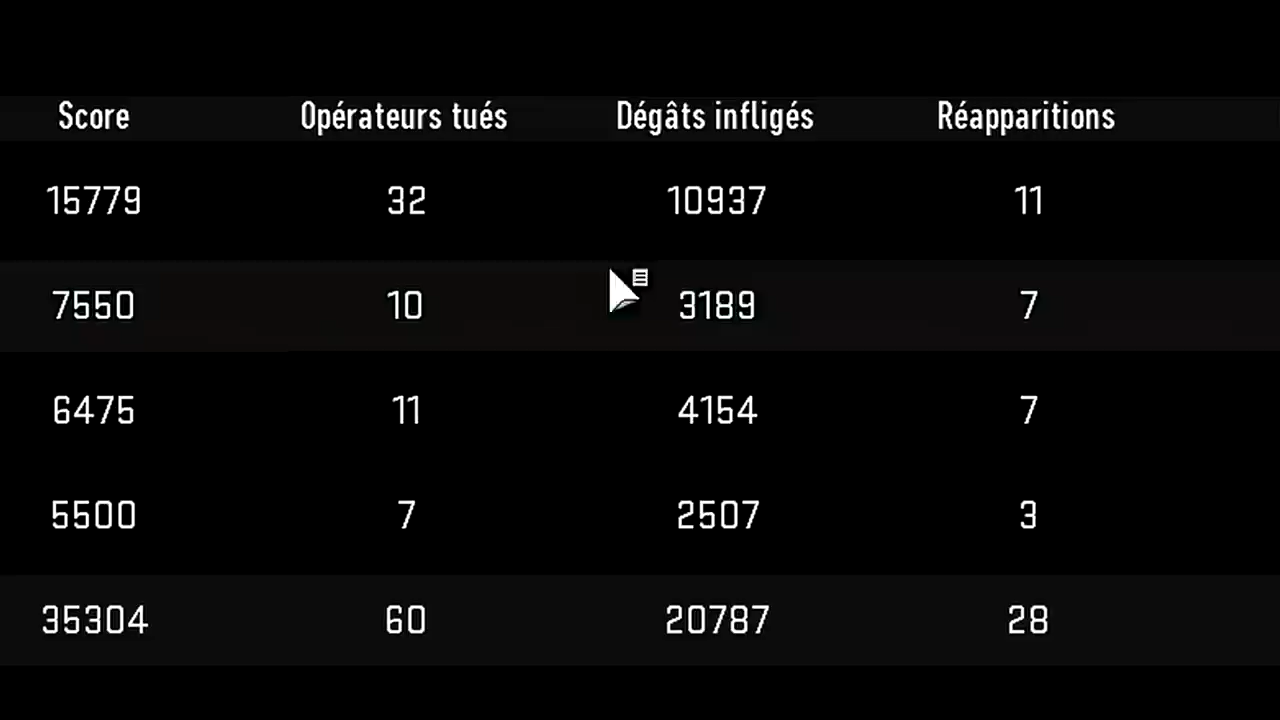 Score Opérateurs tués Dégâts infligés Réapparitions
15779 32 10937 11
7550 10 3189 7
6475 11 4154 7
5500 7 2507 3
35304 60 20787 28